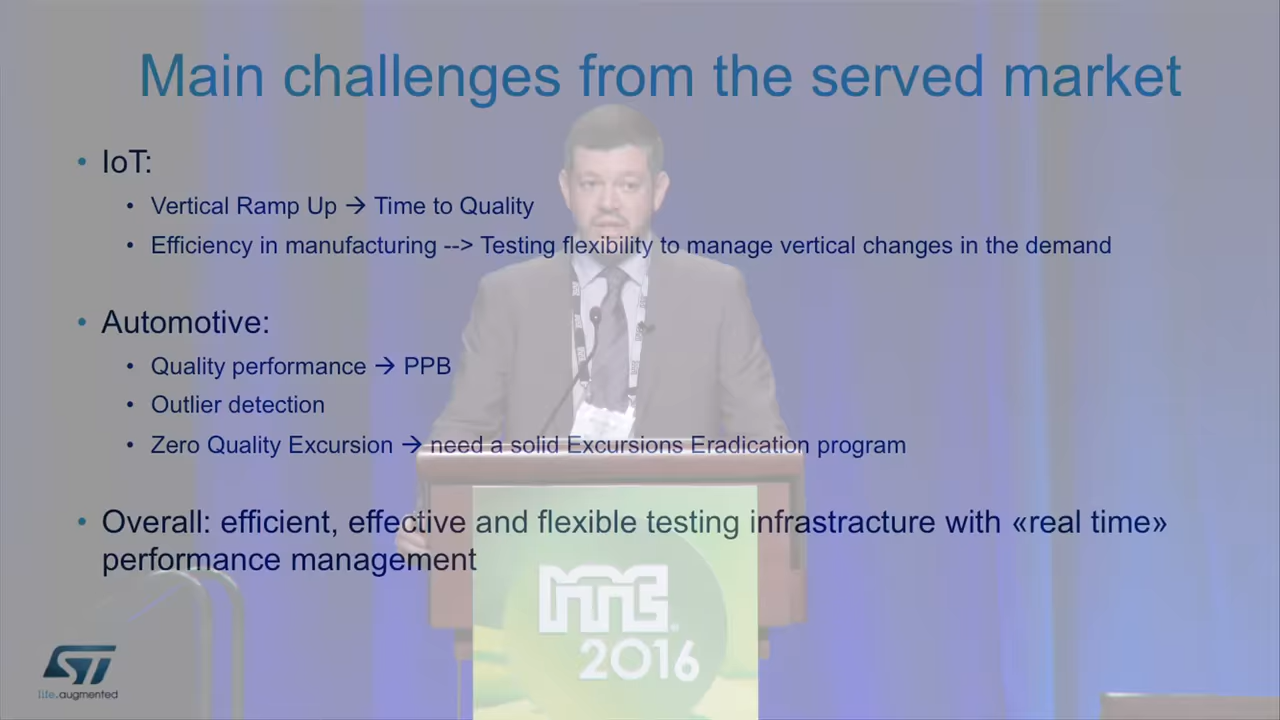 Main challenges from the served market
• IoT:
• Vertical Ramp Up → Time to Quality
• Efficiency in manufacturing --> Testing flexibility to manage vertical changes in the demand
• Automotive:
• Quality performance → PPB
• Outlier detection
• Zero Quality Excursion → need a solid Excursions Eradication program
• Overall: efficient, effective and flexible testing infrastracture with «real time»
performance management
2016
ST
life.augmented